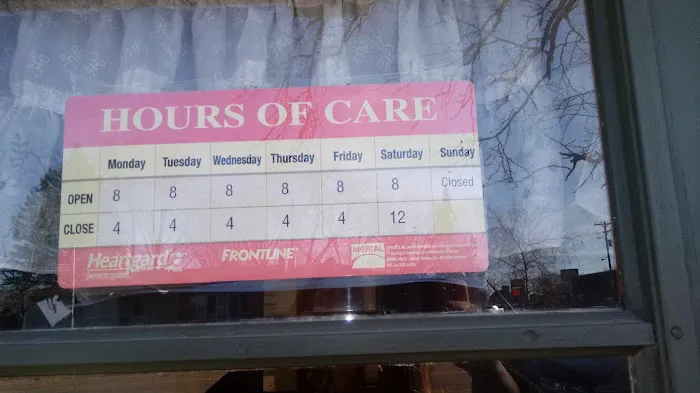 HOURS OF CARE
Monday Tuesday Wednesday Thursday Friday Saturday Sunday
OPEN 8 8 8 8 8 8 Closed
CLOSE 4 4 4 4 4 12
Heartgard Plus
FRONTLINE
MERIAL